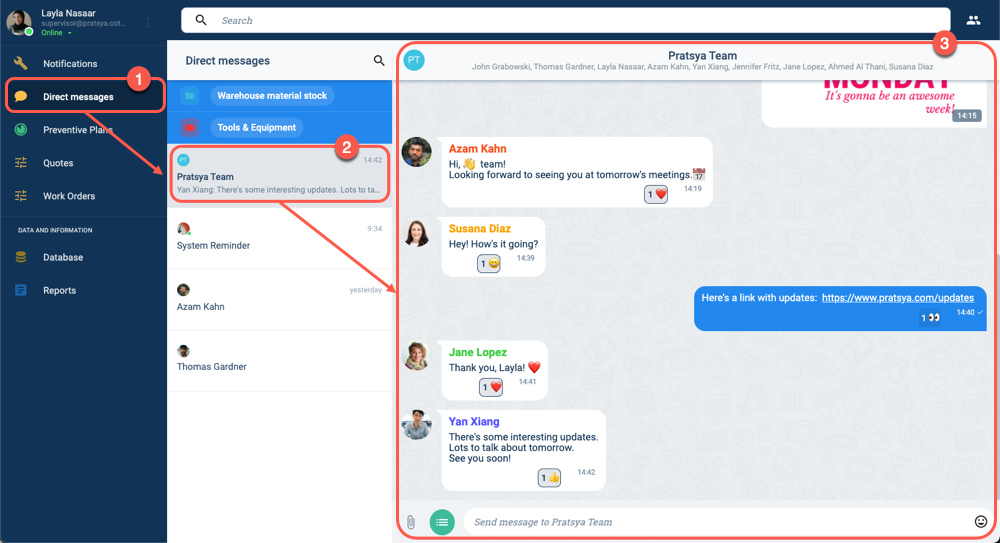 Layla Nasaar
supervisor@pratsya.cot...
Online
Search
Notifications
Direct messages
Preventive Plans
Quotes
Work Orders
DATA AND INFORMATION
Database
Reports
1
Direct messages
Warehouse material stock
Tools & Equipment
2
PT
14:42
Pratsya Team
Yan Xiang: There's some interesting updates. Lots to ta...
9:34
System Reminder
yesterday
Azam Kahn
Thomas Gardner
3
PT
Pratsya Team
John Grabowski, Thomas Gardner, Layla Nasaar, Azam Kahn, Yan Xiang, Jennifer Fritz, Jane Lopez, Ahmed Al Thani, Susana Diaz
MONDAY
It's gonna be an awesome
week!
14:15
Azam Kahn
Hi, 👋 team!
Looking forward to seeing you at tomorrow's meetings.📅
1 ❤️
14:19
Susana Diaz
Hey! How's it going?
1 😀
14:39
Here's a link with updates: https://www.pratsya.com/updates
1 👀
14:40
Jane Lopez
Thank you, Layla! ❤️
1 ❤️
14:41
Yan Xiang
There's some interesting updates.
Lots to talk about tomorrow.
See you soon!
1 👍
14:42
Send message to Pratsya Team